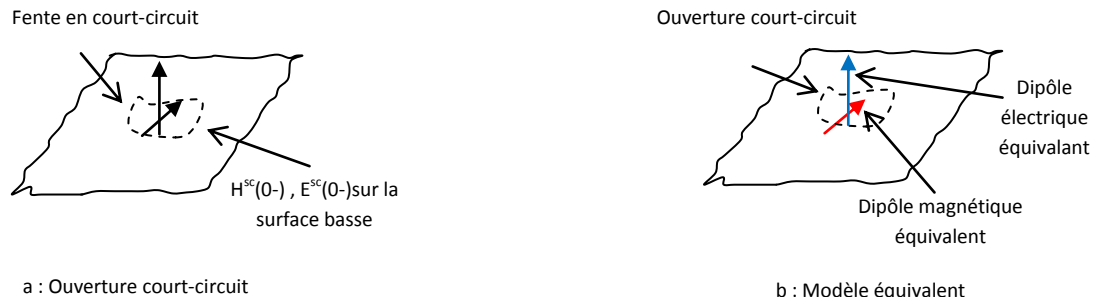 Fente en court-circuit
H^sc(0-) , E^sc(0-)sur la
surface basse
a : Ouverture court-circuit
Ouverture court-circuit
Dipôle
électrique
équivalant
Dipôle magnétique
équivalent
b : Modèle équivalent